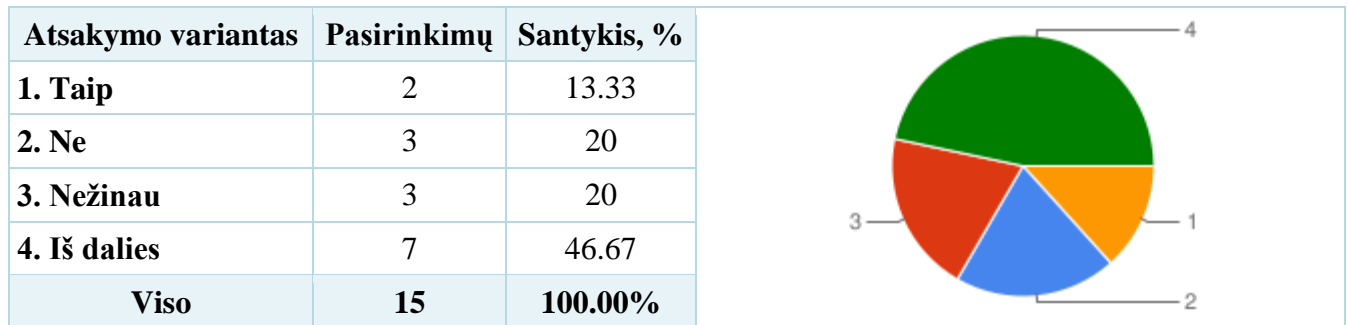 Atsakymo variantas Pasirinkimų Santykis, %
1. Taip 2 13.33
2. Ne 3 20
3. Nežinau 3 20
4. Iš dalies 7 46.67
Viso 15 100.00%
4
3
1
2